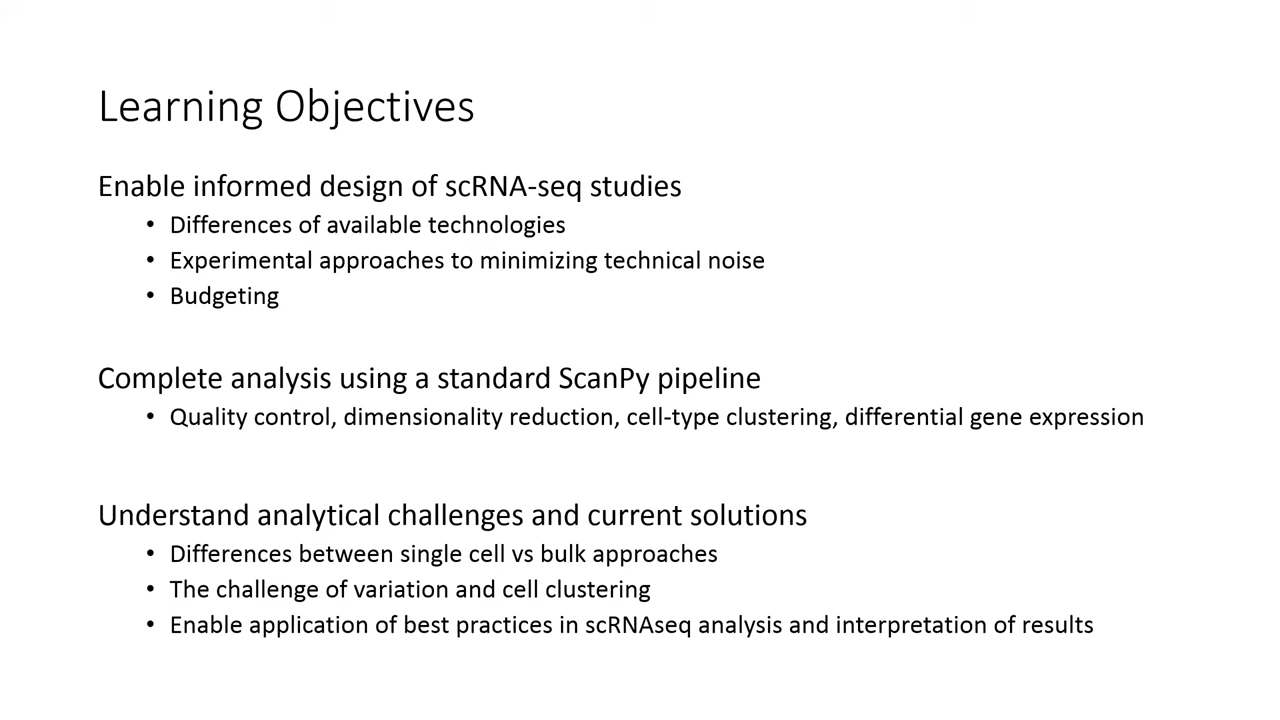 Learning Objectives
Enable informed design of scRNA-seq studies
• Differences of available technologies
• Experimental approaches to minimizing technical noise
• Budgeting
Complete analysis using a standard ScanPy pipeline
• Quality control, dimensionality reduction, cell-type clustering, differential gene expression
Understand analytical challenges and current solutions
• Differences between single cell vs bulk approaches
• The challenge of variation and cell clustering
• Enable application of best practices in scRNAseq analysis and interpretation of results